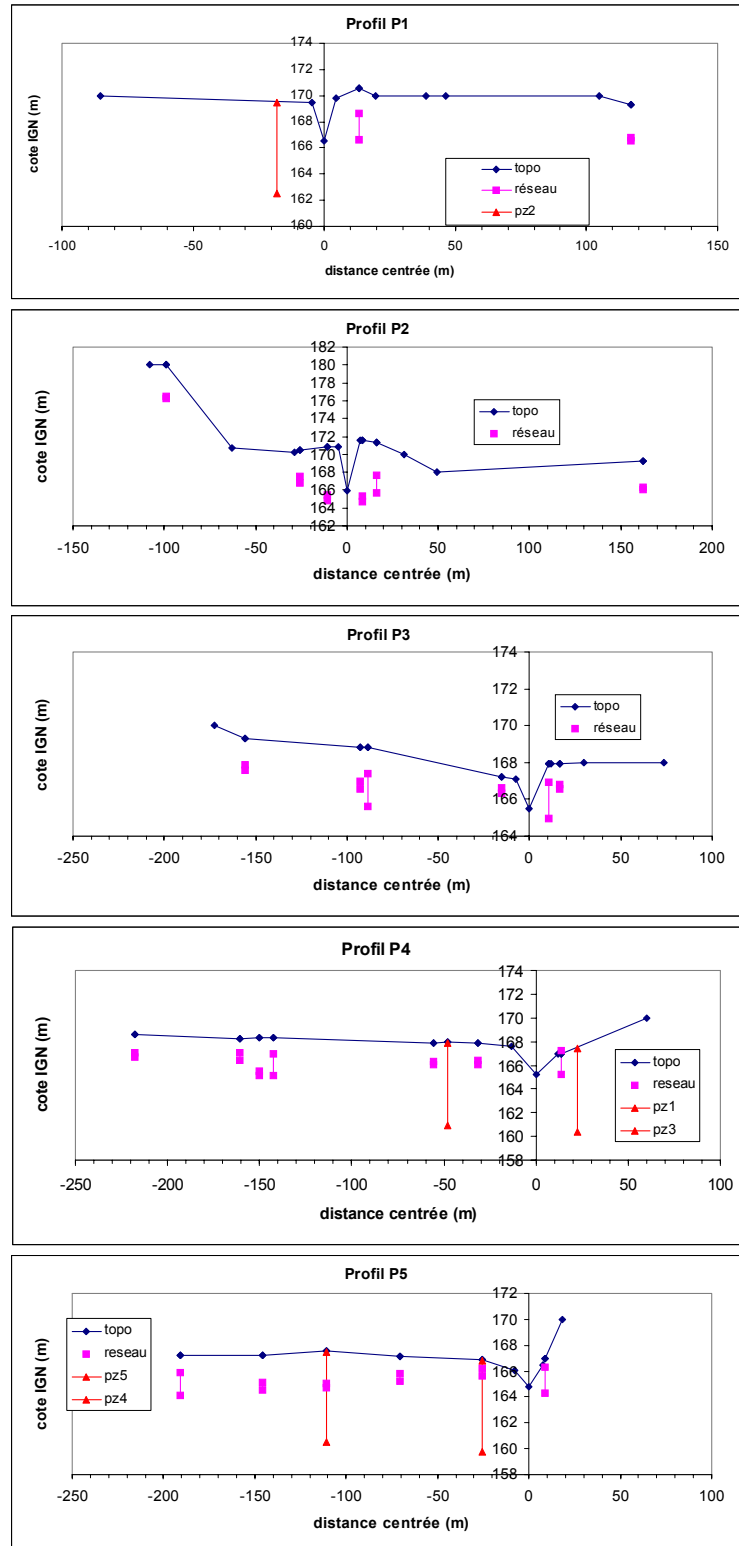 Profil P1
174
172
170
168
166
164
162
160
-100 -50 0 50 100 150
cote IGN (m)
distance centrée (m)
topo
réseau
pz2
Profil P2
182
180
178
176
174
172
170
168
166
164
162
-150 -100 -50 0 50 100 150 200
cote IGN (m)
distance centrée (m)
topo
réseau
Profil P3
174
172
170
168
166
164
-250 -200 -150 -100 -50 0 50 100
cote IGN (m)
distance centrée (m)
topo
réseau
Profil P4
174
172
170
168
166
164
162
160
158
-250 -200 -150 -100 -50 0 50 100
cote IGN (m)
distance centrée (m)
topo
reseau
pz1
pz3
Profil P5
172
170
168
166
164
162
160
158
-250 -200 -150 -100 -50 0 50 100
cote IGN (m)
distance centrée (m)
topo
reseau
pz5
pz4